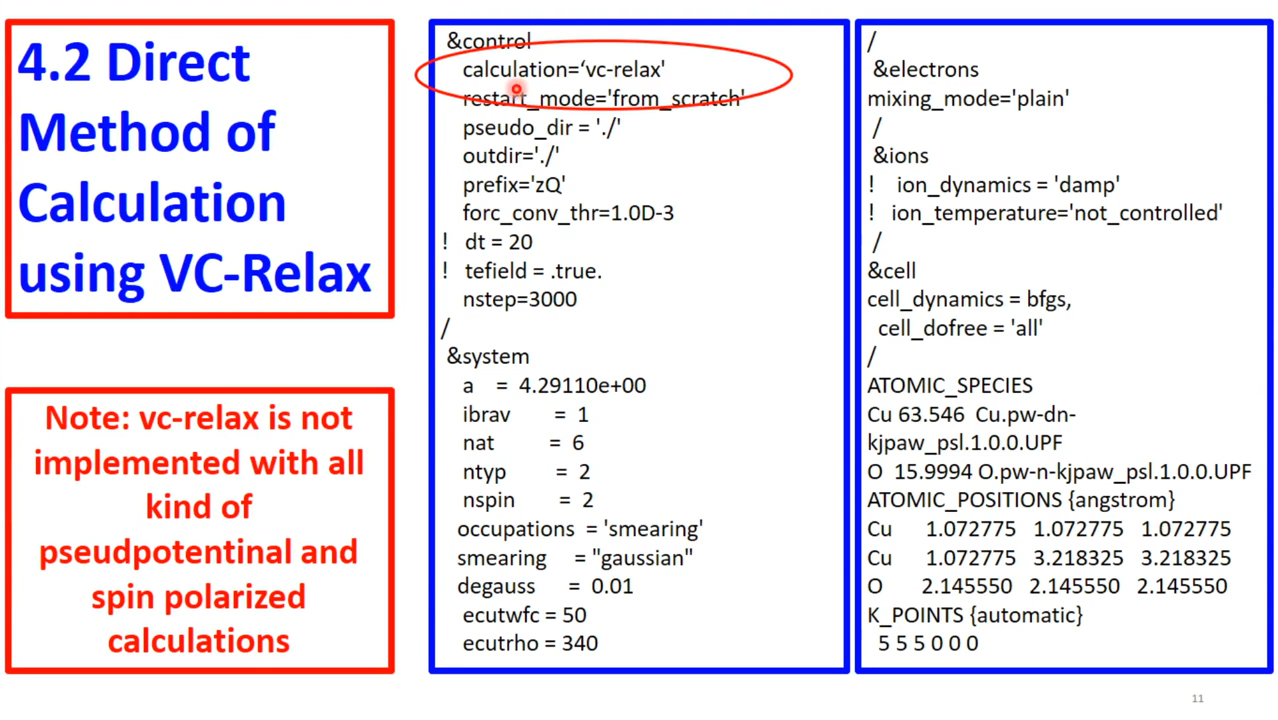 4.2 Direct
Method of
Calculation
using VC-Relax
Note: vc-relax is not
implemented with all
kind of
pseudpotentinal and
spin polarized
calculations
&control
calculation=‘vc-relax'
restart_mode='from_scratch'
pseudo_dir = './'
outdir='./'
prefix='zQ'
forc_conv_thr=1.0D-3
! dt = 20
! tefield = .true.
nstep=3000
/
&system
a = 4.29110e+00
ibrav = 1
nat = 6
ntyp = 2
nspin = 2
occupations = 'smearing'
smearing = "gaussian"
degauss = 0.01
ecutwfc = 50
ecutrho = 340
/
&electrons
mixing_mode='plain'
/
&ions
! ion_dynamics = 'damp'
! ion_temperature='not_controlled'
/
&cell
cell_dynamics = bfgs,
cell_dofree = 'all'
/
ATOMIC_SPECIES
Cu 63.546 Cu.pw-dn-
kjpaw_psl.1.0.0.UPF
O 15.9994 O.pw-n-kjpaw_psl.1.0.0.UPF
ATOMIC_POSITIONS {angstrom}
Cu 1.072775 1.072775 1.072775
Cu 1.072775 3.218325 3.218325
O 2.145550 2.145550 2.145550
K_POINTS {automatic}
5 5 5 0 0 0
11